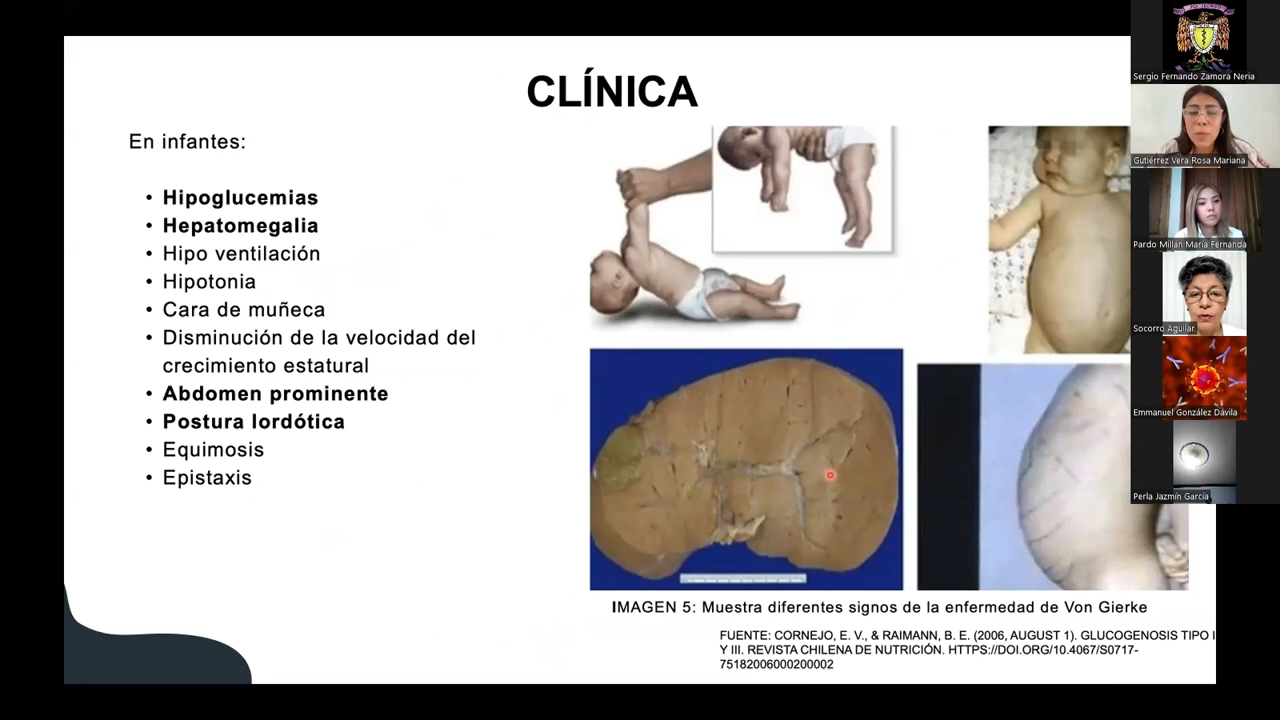 CLÍNICA
En infantes:
• Hipoglucemias
• Hepatomegalia
• Hipo ventilación
• Hipotonia
• Cara de muñeca
• Disminución de la velocidad del
crecimiento estatural
• Abdomen prominente
• Postura lordótica
• Equimosis
• Epistaxis
IMAGEN 5: Muestra diferentes signos de la enfermedad de Von Gierke
FUENTE: CORNEJO, E. V., & RAIMANN, B. E. (2006, AUGUST 1). GLUCOGENOSIS TIPO I
Y III. REVISTA CHILENA DE NUTRICIÓN. HTTPS://DOI.ORG/10.4067/S0717-
75182006000200002
Sergio Fernando Zamora Neria
Gutiérrez Vera Rosa Mariana
Pardo Millan María Fernanda
Socorro Aguilar
Emmanuel González Dávila
Perla Jazmín García